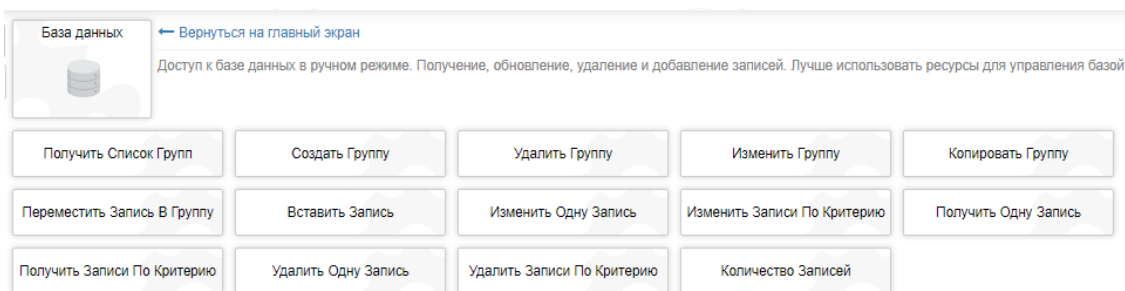 База данных
← Вернуться на главный экран
Доступ к базе данных в ручном режиме. Получение, обновление, удаление и добавление записей. Лучше использовать ресурсы для управления базой
Получить Список Групп
Создать Группу
Удалить Группу
Изменить Группу
Копировать Группу
Переместить Запись В Группу
Вставить Запись
Изменить Одну Запись
Изменить Записи По Критерию
Получить Одну Запись
Получить Записи По Критерию
Удалить Одну Запись
Удалить Записи По Критерию
Количество Записей